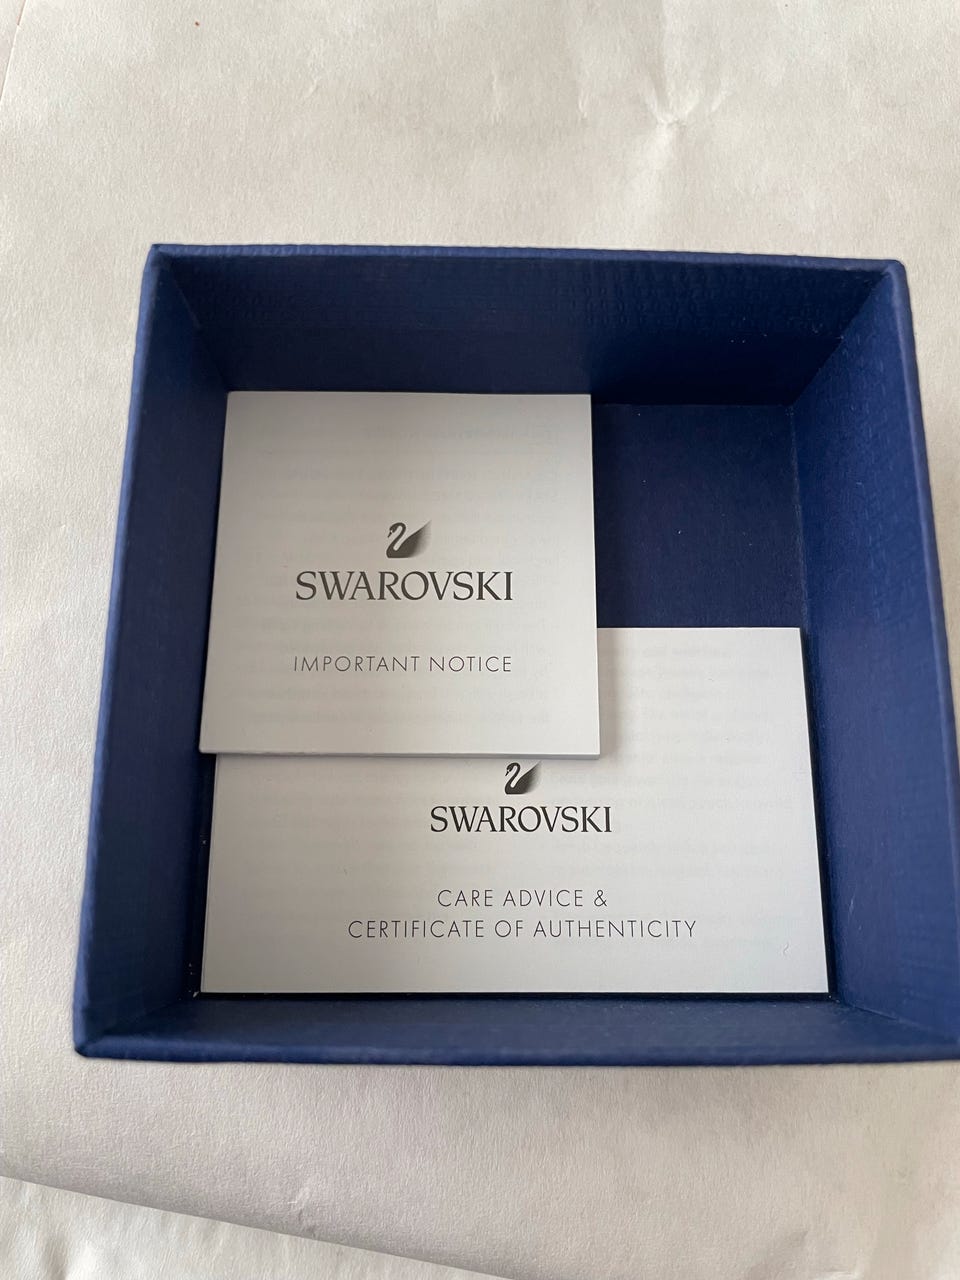 SWAROVSKI
IMPORTANT NOTICE
SWAROVSKI
CARE ADVICE &
CERTIFICATE OF AUTHENTICITY